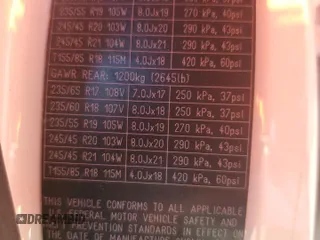 235/55 R19 105W 8.0Jx19 270 kPa, 40psi
245/45 R20 103W 8.0Jx20 290 kPa, 43psi
245/45 R21 104W 8.0Jx21 290 kPa, 43psi
T155/85 R18 115M 4.0Jx18 420 kPa, 60psi
GAWR REAR: 1200kg (2645lb)
235/65 R17 108V 7.0Jx17 250 kPa, 37psi
235/60 R18 107V 7.5Jx18 250 kPa, 37psi
235/55 R19 105W 8.0Jx19 270 kPa, 40psi
245/45 R20 103W 8.0Jx20 290 kPa, 43psi
245/45 R21 104W 8.0Jx21 290 kPa, 43psi
T155/85 R18 115M 4.0Jx18 420 kPa, 60psi
THIS VEHICLE CONFORMS TO ALL APPLICABLE
FEDERAL MOTOR VEHICLE SAFETY AND
THEFT PREVENTION STANDARDS IN EFFECT ON
THE DATE OF MANUFACTURE